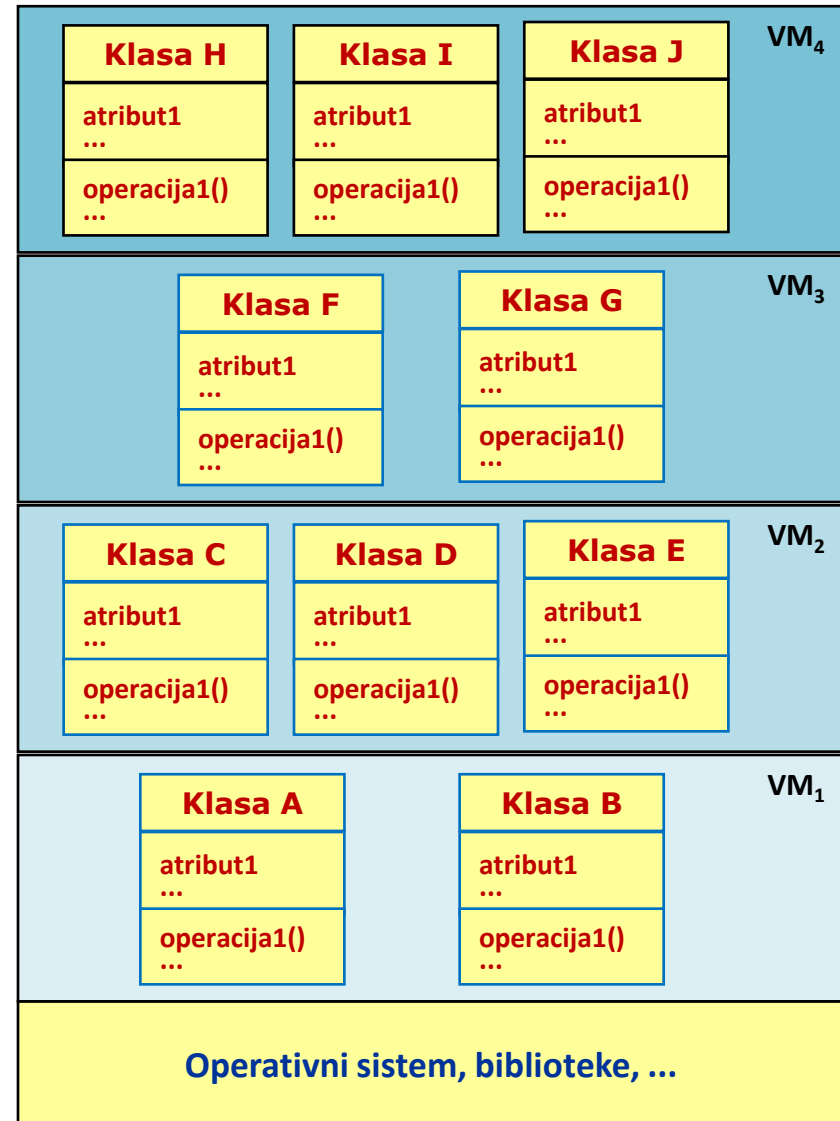 VM₄
Klasa H
atribut1
...
operacija1()
...
Klasa I
atribut1
...
operacija1()
...
Klasa J
atribut1
...
operacija1()
...
VM₃
Klasa F
atribut1
...
operacija1()
...
Klasa G
atribut1
...
operacija1()
...
VM₂
Klasa C
atribut1
...
operacija1()
...
Klasa D
atribut1
...
operacija1()
...
Klasa E
atribut1
...
operacija1()
...
VM₁
Klasa A
atribut1
...
operacija1()
...
Klasa B
atribut1
...
operacija1()
...
Operativni sistem, biblioteke, ...